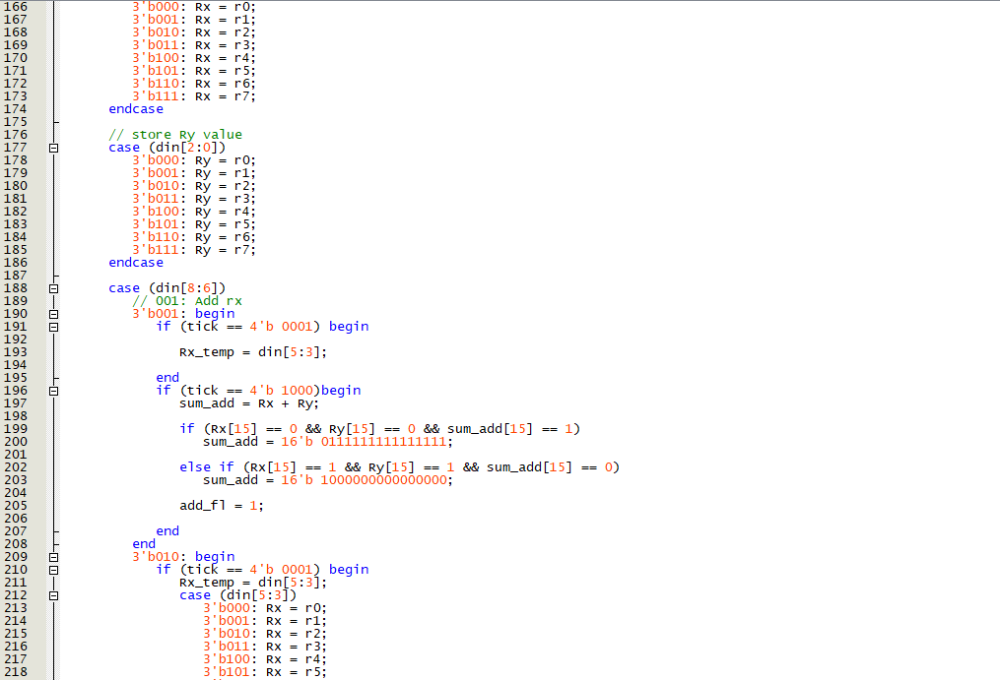 166 3'b000: Rx = r0;
167 3'b001: Rx = r1;
168 3'b010: Rx = r2;
169 3'b011: Rx = r3;
170 3'b100: Rx = r4;
171 3'b101: Rx = r5;
172 3'b110: Rx = r6;
173 3'b111: Rx = r7;
174 endcase
175
176 // store Ry value
177 case (din[2:0])
178 3'b000: Ry = r0;
179 3'b001: Ry = r1;
180 3'b010: Ry = r2;
181 3'b011: Ry = r3;
182 3'b100: Ry = r4;
183 3'b101: Ry = r5;
184 3'b110: Ry = r6;
185 3'b111: Ry = r7;
186 endcase
187
188 case (din[8:6])
189 // 001: Add rx
190 3'b001: begin
191 if (tick == 4'b 0001) begin
192
193 Rx_temp = din[5:3];
194
195 end
196 if (tick == 4'b 1000)begin
197 sum_add = Rx + Ry;
198
199 if (Rx[15] == 0 && Ry[15] == 0 && sum_add[15] == 1)
200 sum_add = 16'b 0111111111111111;
201
202 else if (Rx[15] == 1 && Ry[15] == 1 && sum_add[15] == 0)
203 sum_add = 16'b 1000000000000000;
204
205 add_fl = 1;
206
207 end
208 end
209 3'b010: begin
210 if (tick == 4'b 0001) begin
211 Rx_temp = din[5:3];
212 case (din[5:3])
213 3'b000: Rx = r0;
214 3'b001: Rx = r1;
215 3'b010: Rx = r2;
216 3'b011: Rx = r3;
217 3'b100: Rx = r4;
218 3'b101: Rx = r5;